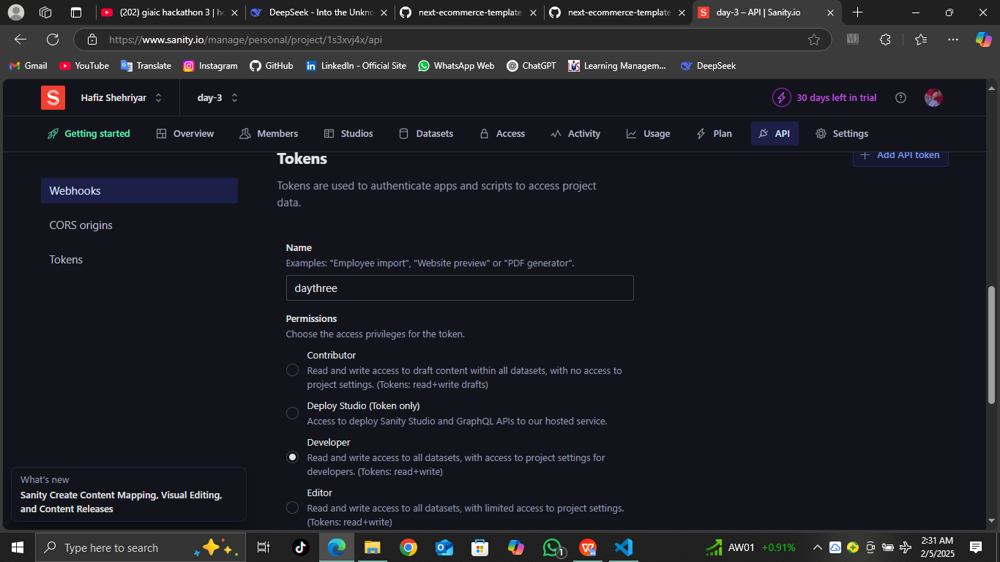 (202) giaic hackathon 3 | h
DeepSeek - Into the Unkno
next-ecommerce-template
next-ecommerce-template
day-3 – API | Sanity.io
https://www.sanity.io/manage/personal/project/1s3xvj4x/api
Gmail
YouTube
Translate
Instagram
GitHub
LinkedIn - Official Site
WhatsApp Web
ChatGPT
Learning Managem...
DeepSeek
S
Hafiz Shehriyar
day-3
30 days left in trial
Getting started
Overview
Members
Studios
Datasets
Access
Activity
Usage
Plan
API
Settings
Tokens
Add API token
Tokens are used to authenticate apps and scripts to access project
data.
Webhooks
CORS origins
Tokens
Name
Examples: "Employee import", "Website preview" or "PDF generator".
daythree
Permissions
Choose the access privileges for the token.
Contributor
Read and write access to draft content within all datasets, with no access to
project settings. (Tokens: read+write drafts)
Deploy Studio (Token only)
Access to deploy Sanity Studio and GraphQL APIs to our hosted service.
Developer
Read and write access to all datasets, with access to project settings for
developers. (Tokens: read+write)
Editor
Read and write access to all datasets, with limited access to project settings.
(Tokens: read+write)
What's new
Sanity Create Content Mapping, Visual Editing,
and Content Releases
Type here to search
1
AW01
+0.91%
2:31 AM
2/5/2025